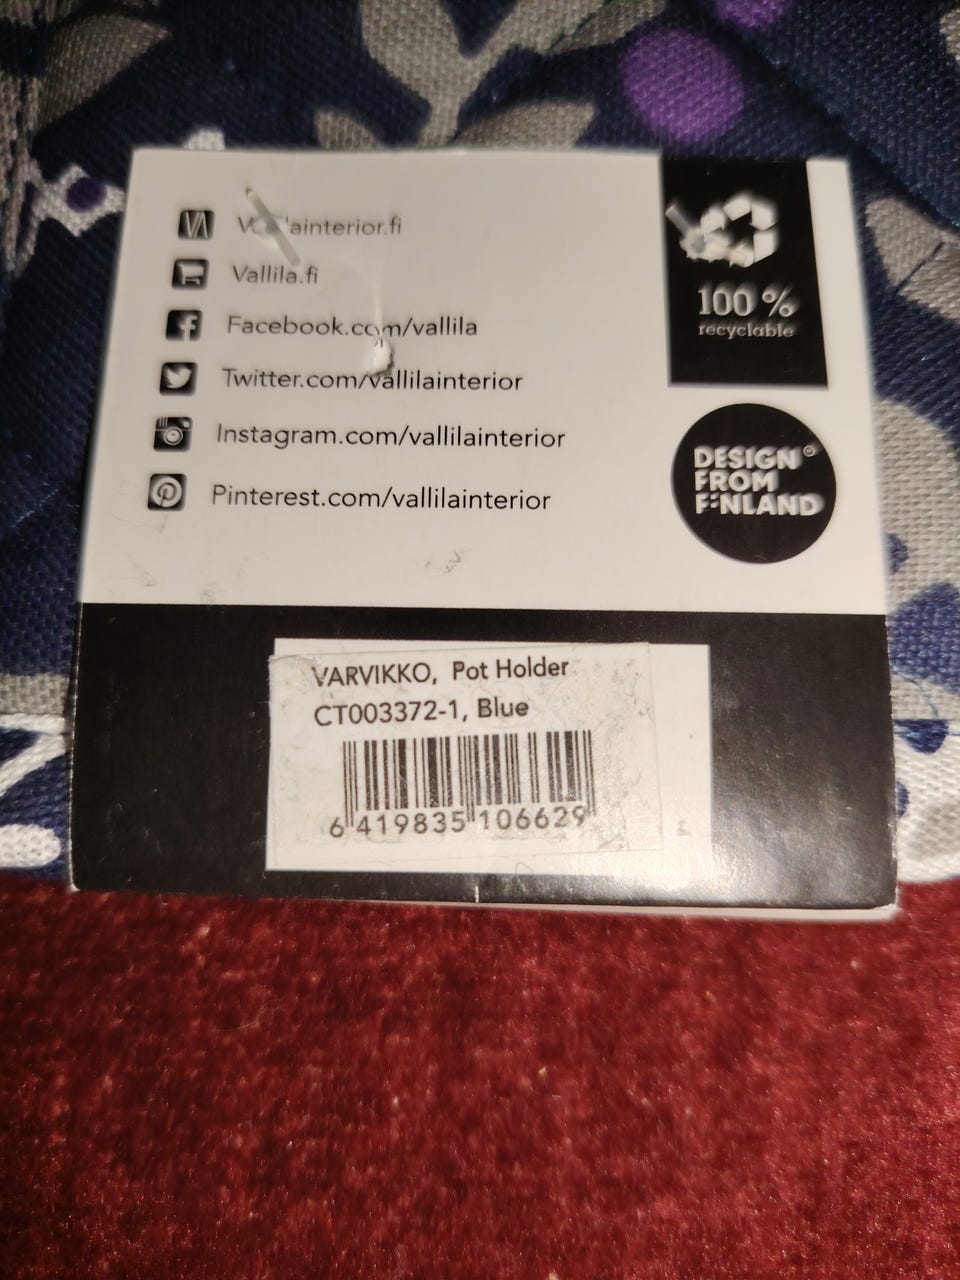 Vallila.fi
Facebook.com/vallila
Twitter.com/vallilainterior
Instagram.com/vallilainterior
Pinterest.com/vallilainterior
100 %
recyclable
DESIGN®
FROM
FINLAND
VARVIKKO, Pot Holder
CT003372-1, Blue
6 419835 106629